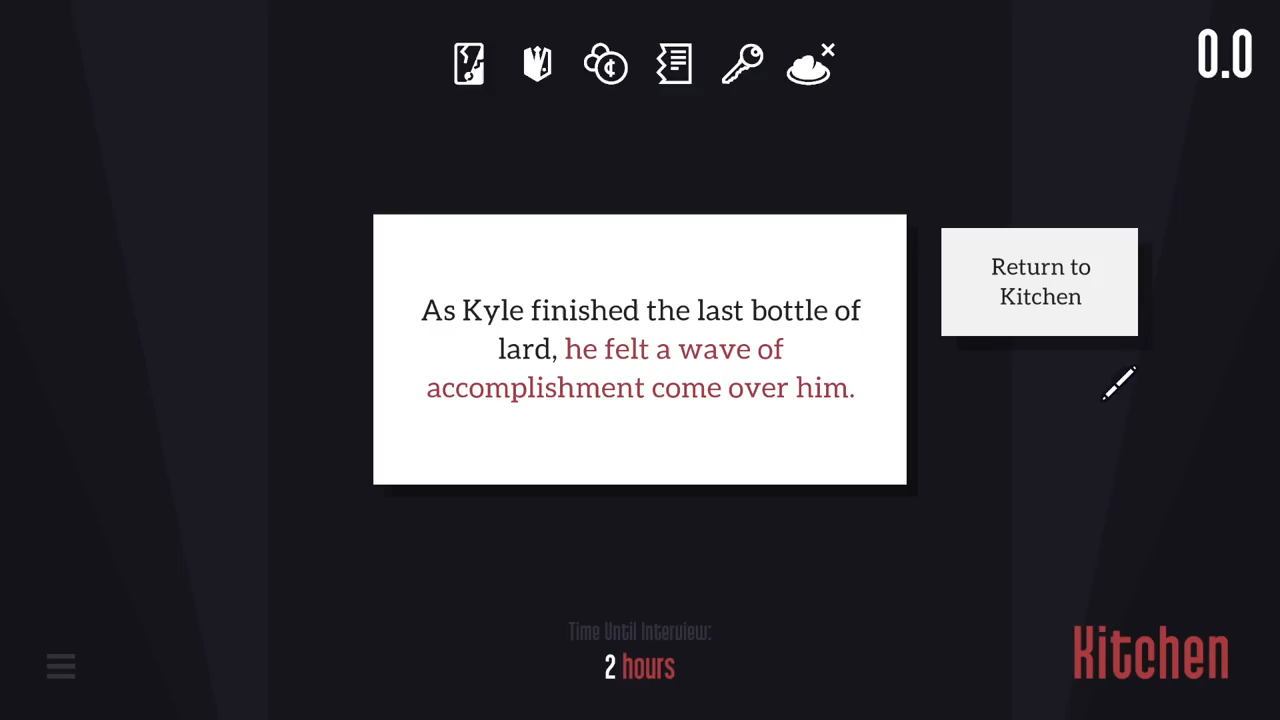 0.0
As Kyle finished the last bottle of
lard, he felt a wave of
accomplishment come over him.
Return to
Kitchen
Time Until Interview:
2 hours
Kitchen